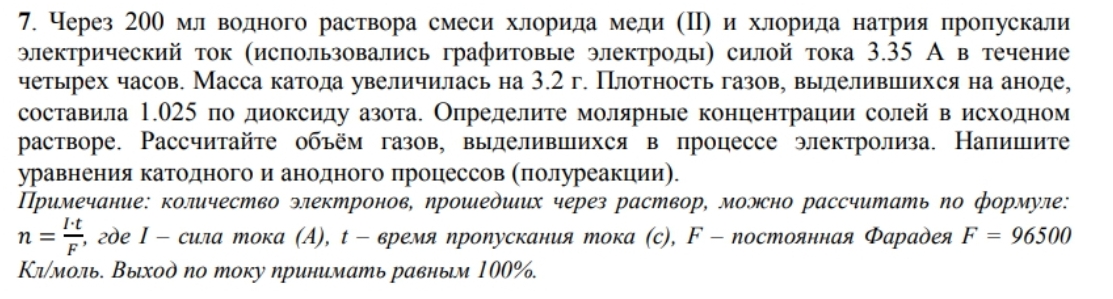 7. Через 200 мл водного раствора смеси хлорида меди (II) и хлорида натрия пропускали
электрический ток (использовались графитовые электроды) силой тока 3.35 А в течение
четырех часов. Масса катода увеличилась на 3.2 г. Плотность газов, выделившихся на аноде,
составила 1.025 по диоксиду азота. Определите молярные концентрации солей в исходном
растворе. Рассчитайте объём газов, выделившихся в процессе электролиза. Напишите
уравнения катодного и анодного процессов (полуреакции).
Примечание: количество электронов, прошедших через раствор, можно рассчитать по формуле:
n = I·t/F, где I – сила тока (А), t – время пропускания тока (с), F – постоянная Фарадея F = 96500
Кл/моль. Выход по току принимать равным 100%.